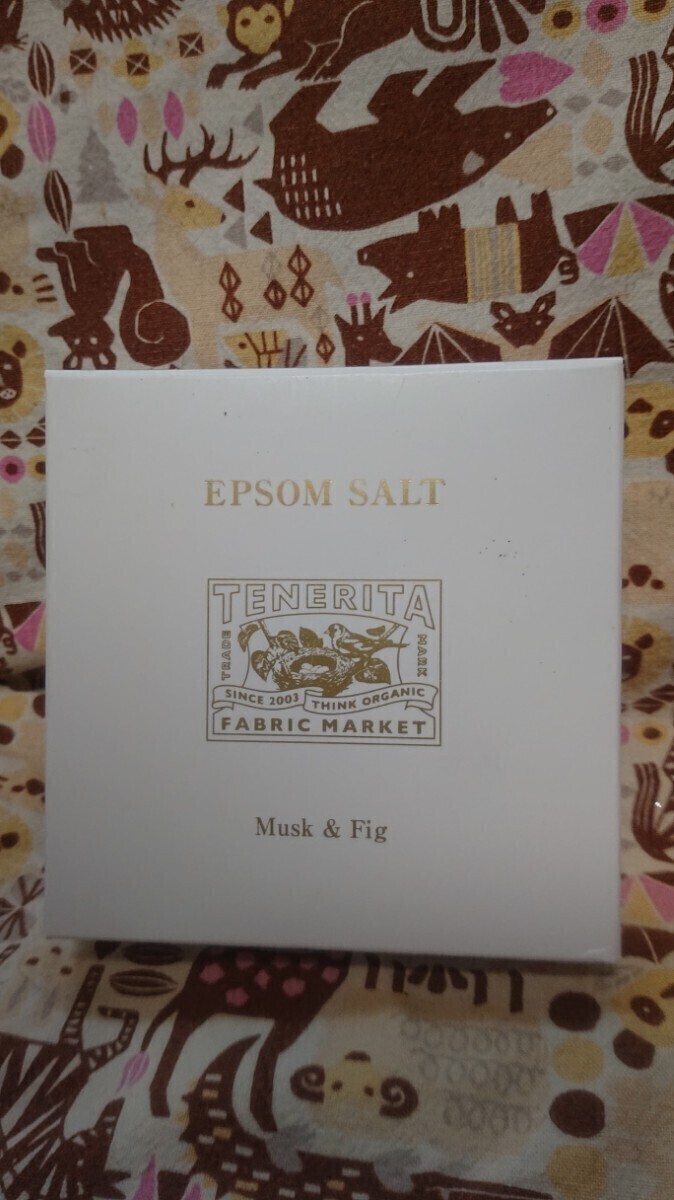 EPSOM SALT
TENERITA
TRADE MARK
SINCE 2003 THINK ORGANIC
FABRIC MARKET
Musk & Fig